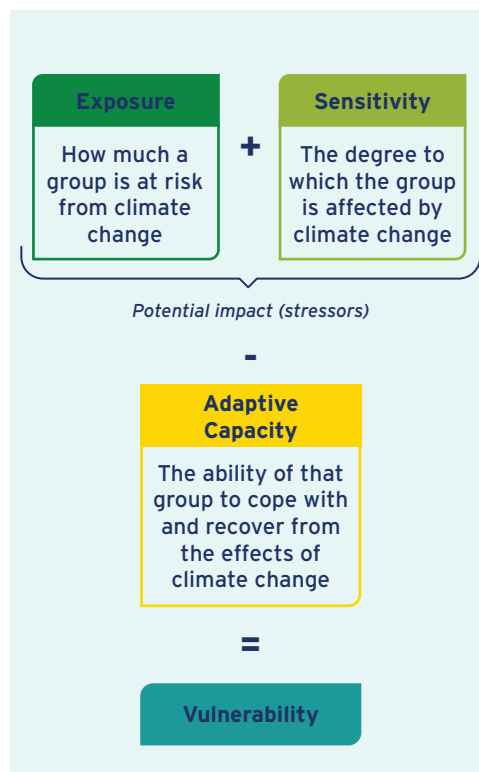 Exposure
How much a
group is at risk
from climate
change
+
Sensitivity
The degree to
which the group
is affected by
climate change
Potential impact (stressors)
-
Adaptive
Capacity
The ability of that
group to cope with
and recover from
the effects of
climate change
=
Vulnerability